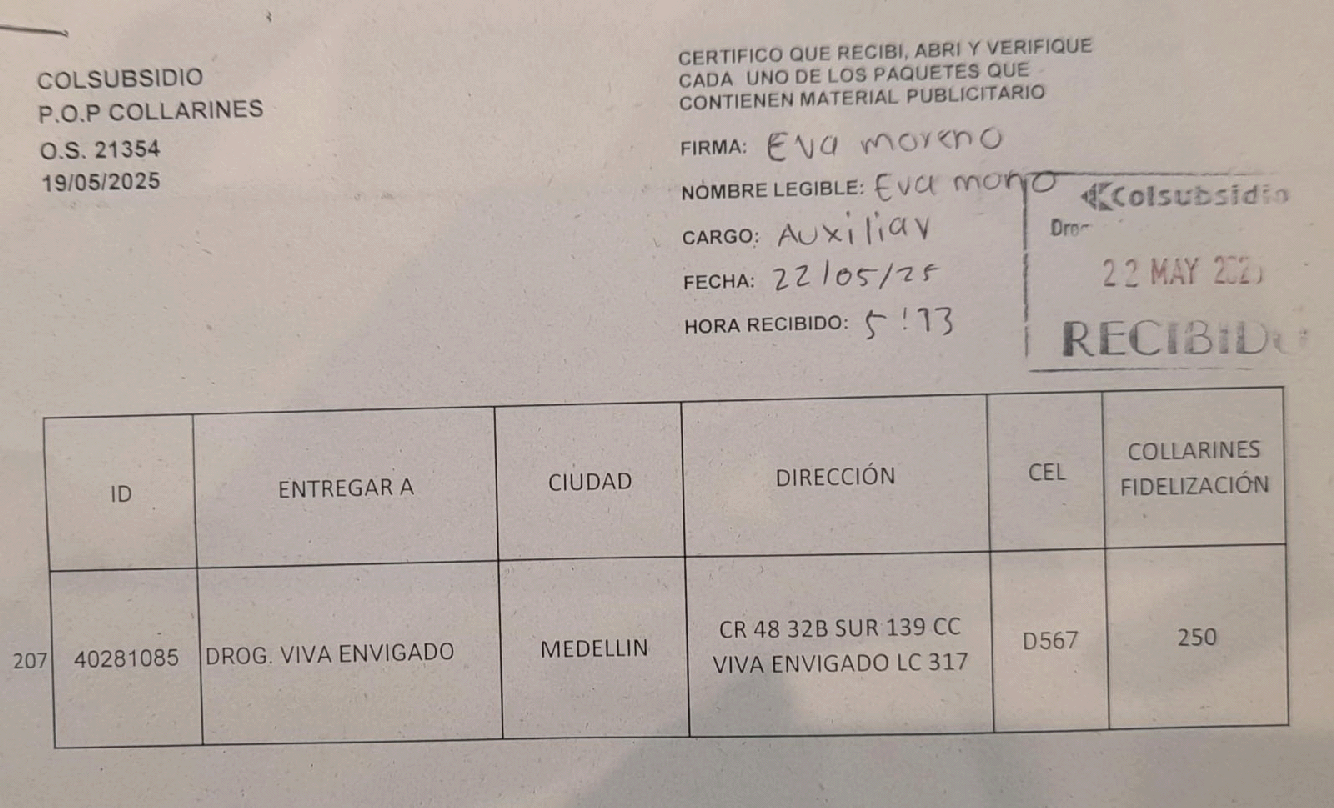 COLSUBSIDIO
P.O.P COLLARINES
O.S. 21354
19/05/2025
CERTIFICO QUE RECIBI, ABRI Y VERIFIQUE
CADA UNO DE LOS PAQUETES QUE
CONTIENEN MATERIAL PUBLICITARIO
FIRMA: Eva moreno
NOMBRE LEGIBLE: Eva
CARGO: Auxiliar
FECHA: 22/05/25
HORA RECIBIDO:
Colsubsidio
22 MAY
RECIBIDO
ID
ENTREGAR A
CIUDAD
DIRECCIÓN
CEL
COLLARINES
FIDELIZACIÓN
207
40281085
DROG. VIVA ENVIGADO
MEDELLIN
CR 48 32B SUR 139 CC
VIVA ENVIGADO LC 317
D567
250